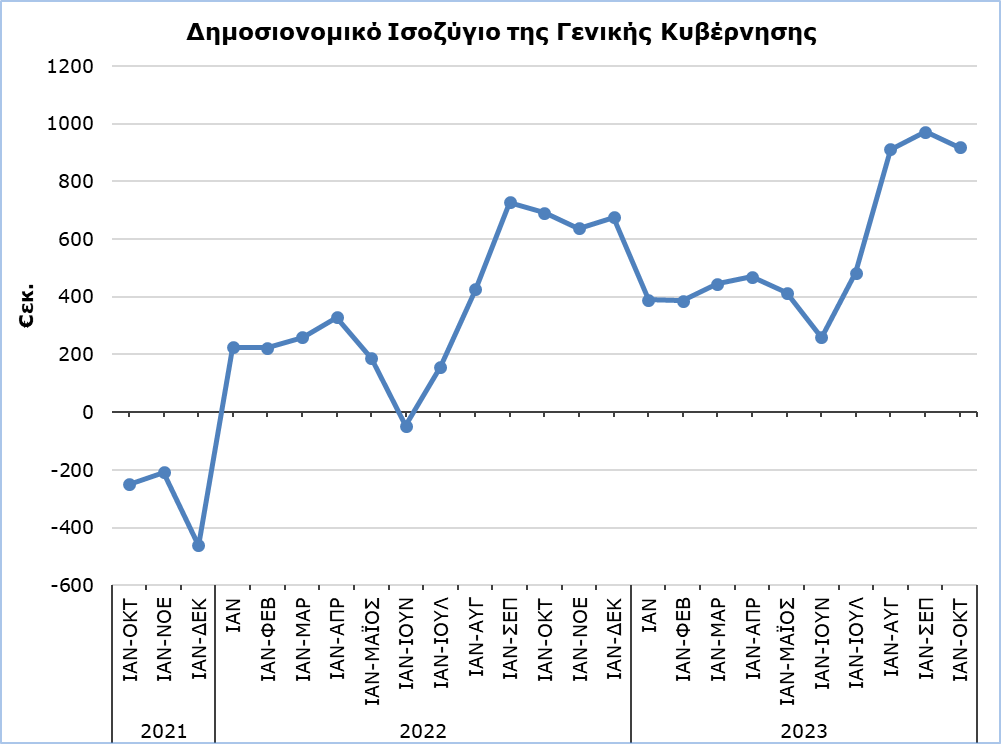 Δημοσιονομικό Ισοζύγιο της Γενικής Κυβέρνησης
€εκ.
1200
1000
800
600
400
200
0
-200
-400
-600
ΙΑΝ-ΟΚΤ
ΙΑΝ-ΝΟΕ
ΙΑΝ-ΔΕΚ
ΙΑΝ
ΙΑΝ-ΦΕΒ
ΙΑΝ-ΜΑΡ
ΙΑΝ-ΑΠΡ
ΙΑΝ-ΜΑΪΟΣ
ΙΑΝ-ΙΟΥΝ
ΙΑΝ-ΙΟΥΛ
ΙΑΝ-ΑΥΓ
ΙΑΝ-ΣΕΠ
ΙΑΝ-ΟΚΤ
ΙΑΝ-ΝΟΕ
ΙΑΝ-ΔΕΚ
ΙΑΝ
ΙΑΝ-ΦΕΒ
ΙΑΝ-ΜΑΡ
ΙΑΝ-ΑΠΡ
ΙΑΝ-ΜΑΪΟΣ
ΙΑΝ-ΙΟΥΝ
ΙΑΝ-ΙΟΥΛ
ΙΑΝ-ΑΥΓ
ΙΑΝ-ΣΕΠ
ΙΑΝ-ΟΚΤ
2021
2022
2023